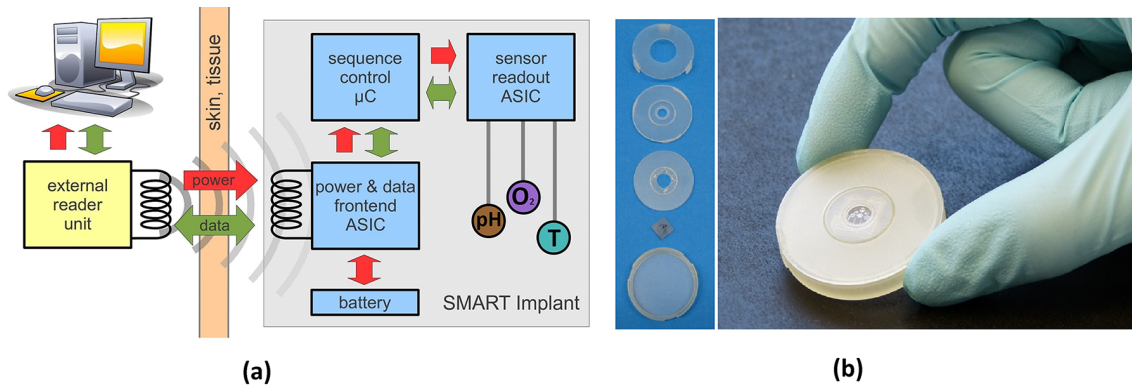 skin, tissue
sequence
control
µC
sensor
readout
ASIC
external
reader
unit
power
data
power & data
frontend
ASIC
pH
O₂
T
battery
SMART Implant
(a)
(b)